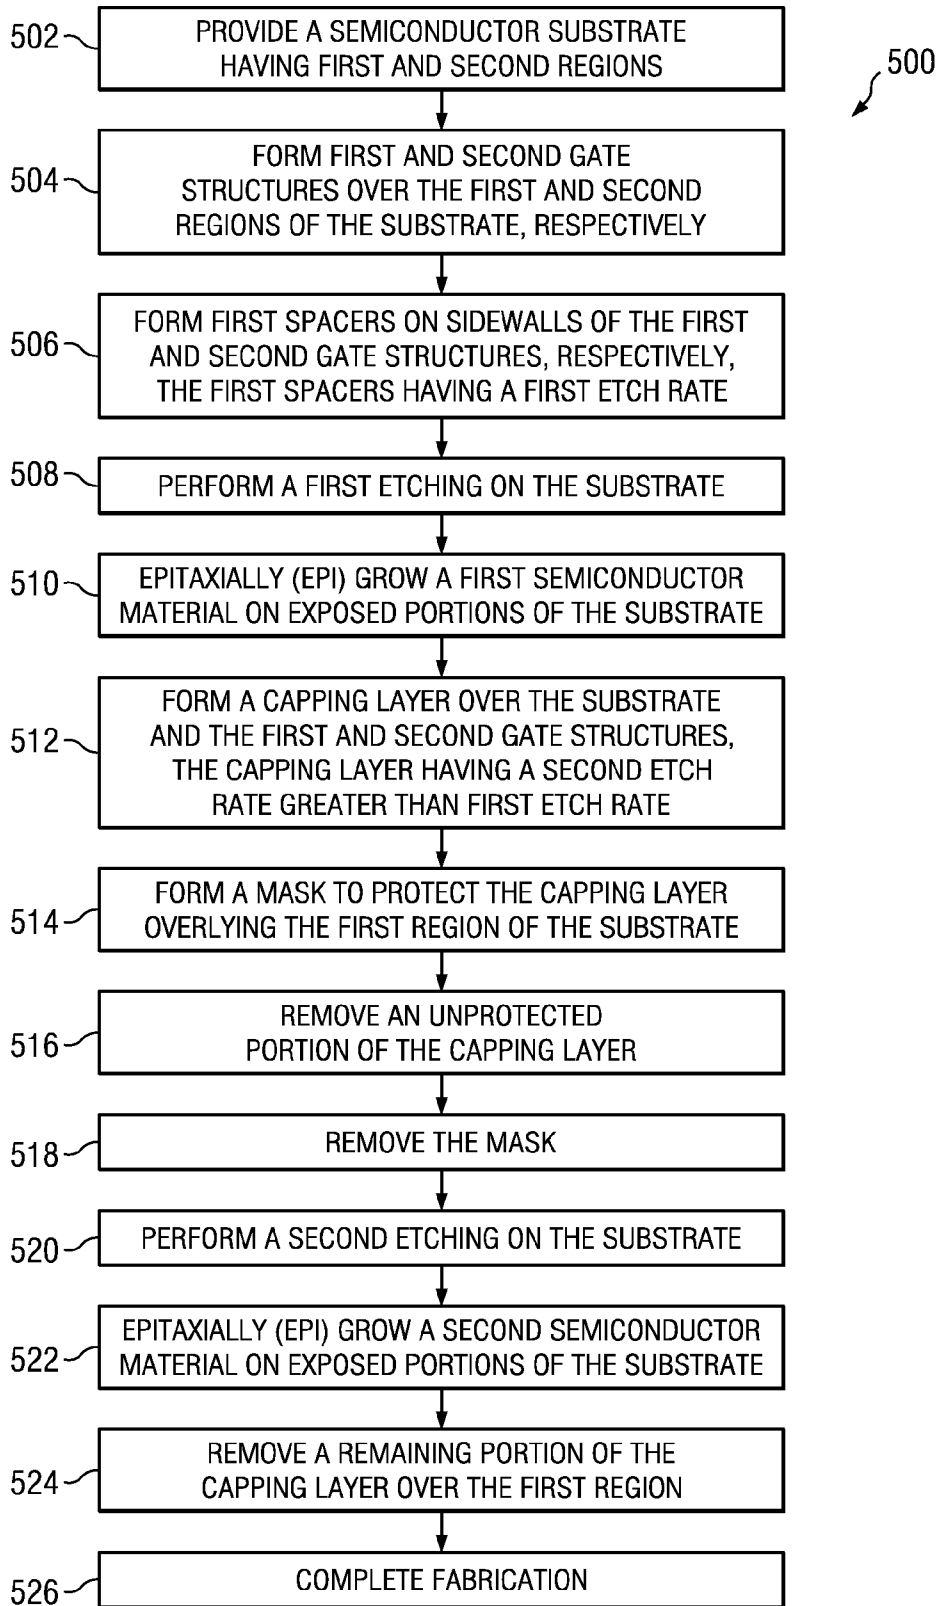 500
502
PROVIDE A SEMICONDUCTOR SUBSTRATE
HAVING FIRST AND SECOND REGIONS
504
FORM FIRST AND SECOND GATE
STRUCTURES OVER THE FIRST AND SECOND
REGIONS OF THE SUBSTRATE, RESPECTIVELY
506
FORM FIRST SPACERS ON SIDEWALLS OF THE FIRST
AND SECOND GATE STRUCTURES, RESPECTIVELY,
THE FIRST SPACERS HAVING A FIRST ETCH RATE
508
PERFORM A FIRST ETCHING ON THE SUBSTRATE
510
EPITAXIALLY (EPI) GROW A FIRST SEMICONDUCTOR
MATERIAL ON EXPOSED PORTIONS OF THE SUBSTRATE
512
FORM A CAPPING LAYER OVER THE SUBSTRATE
AND THE FIRST AND SECOND GATE STRUCTURES,
THE CAPPING LAYER HAVING A SECOND ETCH
RATE GREATER THAN FIRST ETCH RATE
514
FORM A MASK TO PROTECT THE CAPPING LAYER
OVERLYING THE FIRST REGION OF THE SUBSTRATE
516
REMOVE AN UNPROTECTED
PORTION OF THE CAPPING LAYER
518
REMOVE THE MASK
520
PERFORM A SECOND ETCHING ON THE SUBSTRATE
522
EPITAXIALLY (EPI) GROW A SECOND SEMICONDUCTOR
MATERIAL ON EXPOSED PORTIONS OF THE SUBSTRATE
524
REMOVE A REMAINING PORTION OF THE
CAPPING LAYER OVER THE FIRST REGION
526
COMPLETE FABRICATION